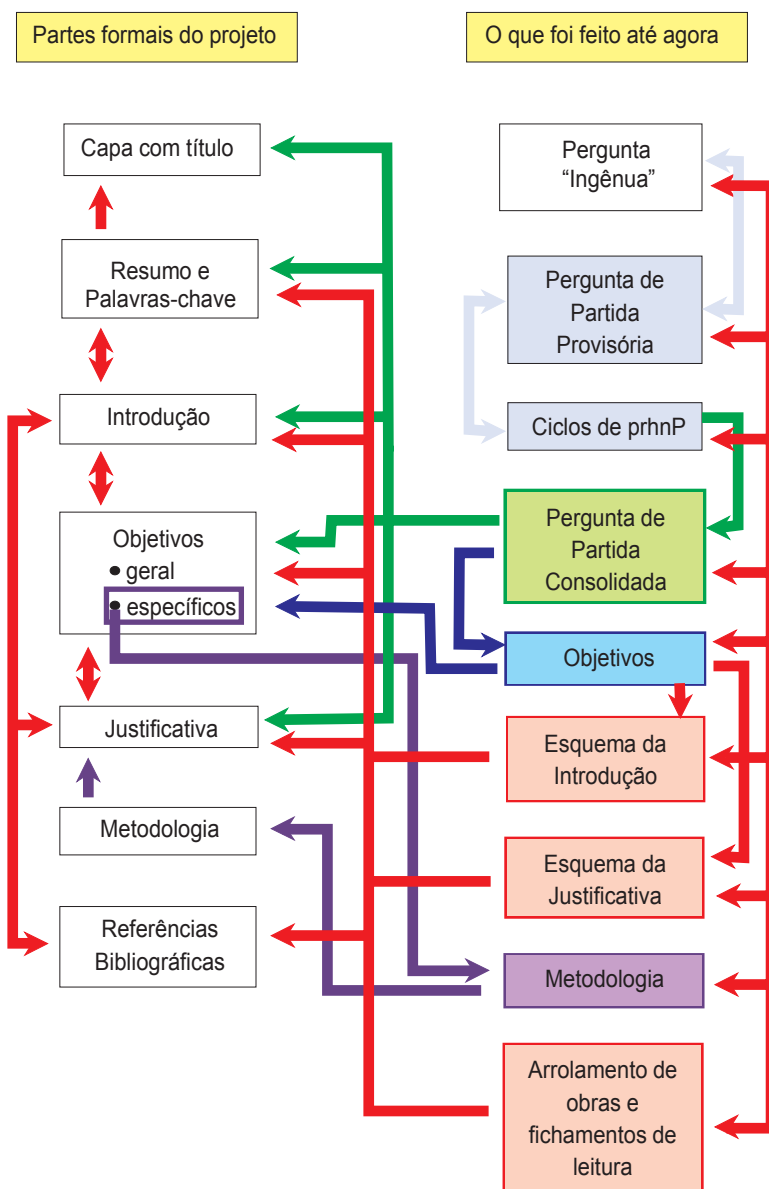 Partes formais do projeto
O que foi feito até agora
Capa com título
Resumo e
Palavras-chave
Introdução
Objetivos
• geral
• específicos
Justificativa
Metodologia
Referências
Bibliográficas
Pergunta
“Ingênua”
Pergunta de
Partida
Provisória
Ciclos de prhnP
Pergunta de
Partida
Consolidada
Objetivos
Esquema da
Introdução
Esquema da
Justificativa
Metodologia
Arrolamento de
obras e
fichamentos de
leitura